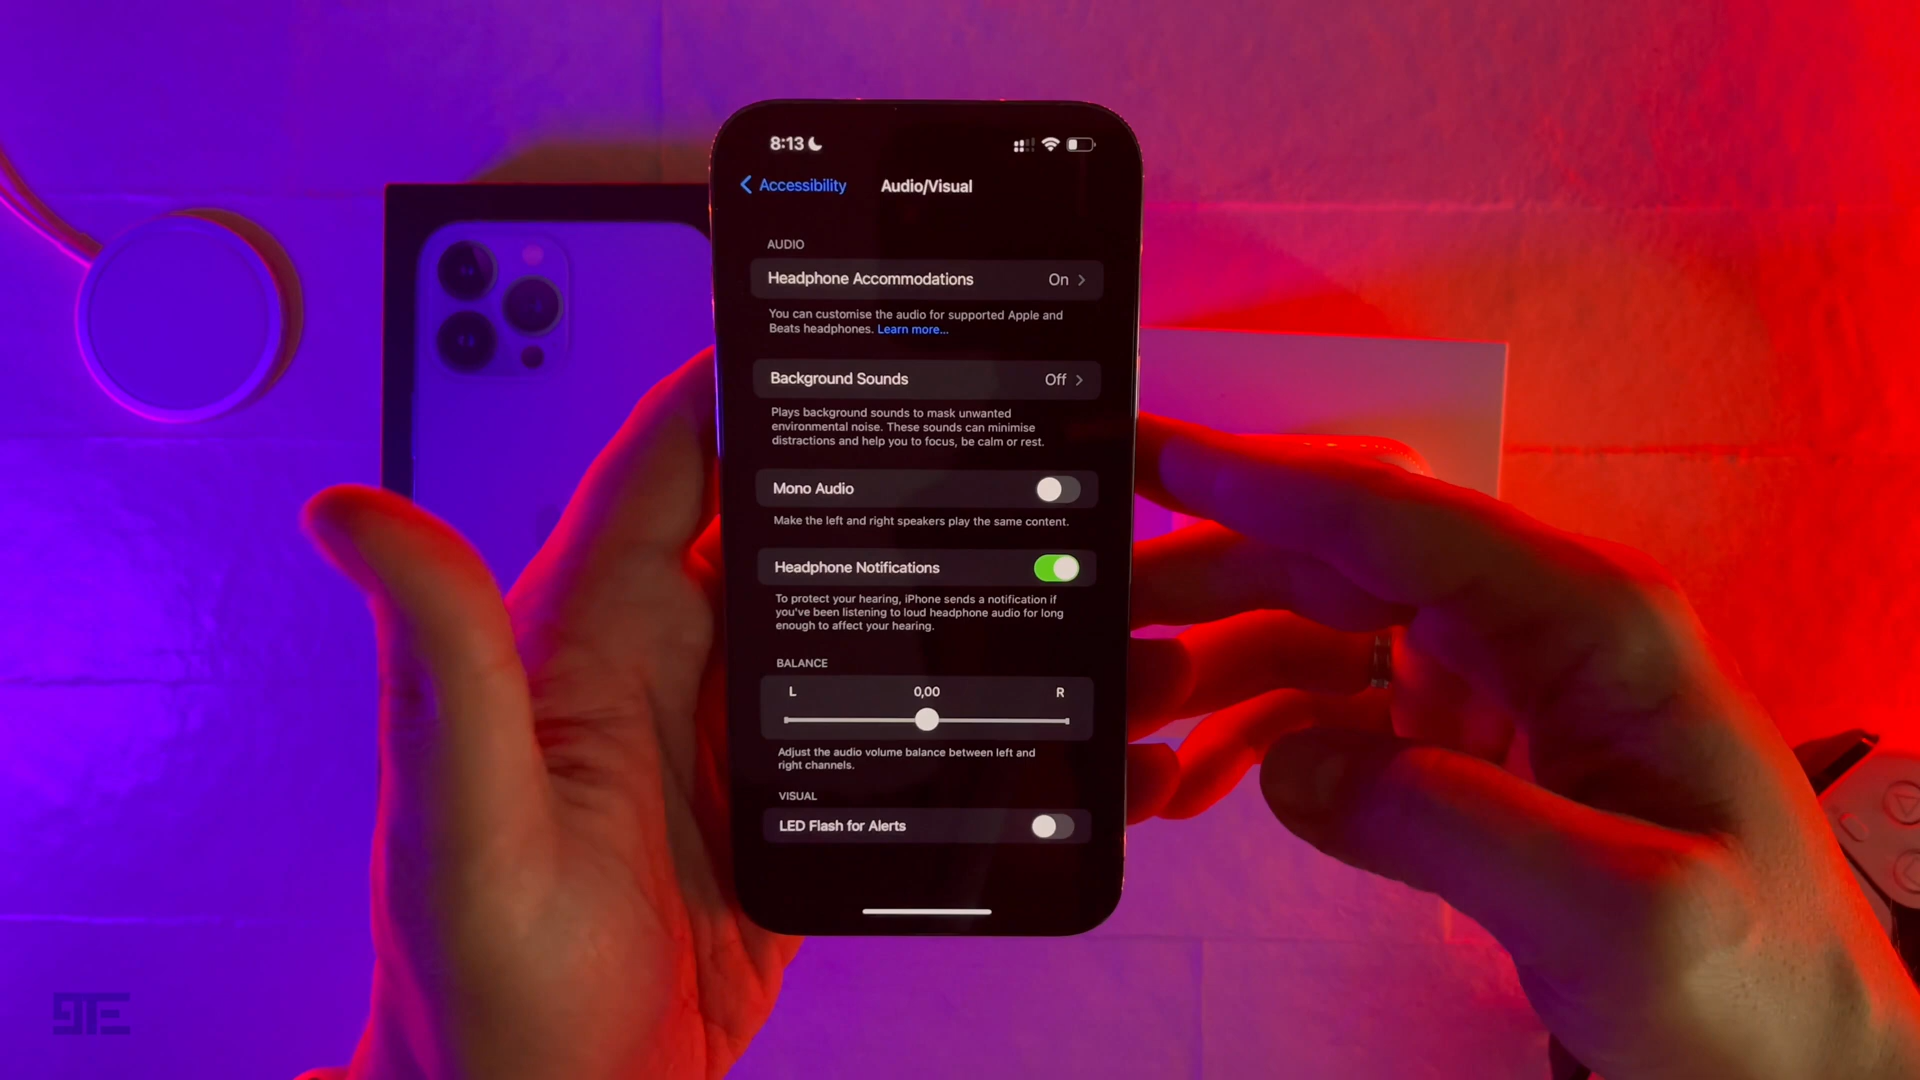 8:13
Accessibility
Audio/Visual
AUDIO
Headphone Accommodations On
You can customise the audio for supported Apple and
Beats headphones. Learn more...
Background Sounds Off
Plays background sounds to mask unwanted
environmental noise. These sounds can minimise
distractions and help you to focus, be calm or rest.
Mono Audio
Make the left and right speakers play the same content.
Headphone Notifications
To protect your hearing, iPhone sends a notification if
you've been listening to loud headphone audio for long
enough to affect your hearing.
BALANCE
L 0,00 R
Adjust the audio volume balance between left and
right channels.
VISUAL
LED Flash for Alerts